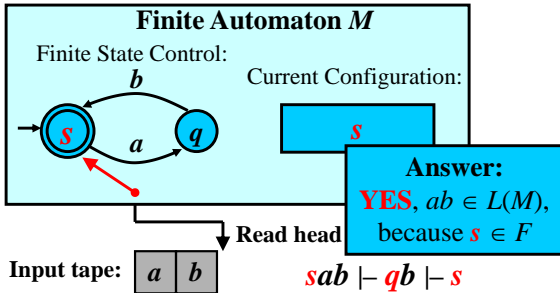 Finite Automaton M
Finite State Control:
Current Configuration:
b
s
a
q
s
Answer:
YES, ab ∈ L(M),
because s ∈ F
Read head
Input tape:
a b
sab |– qb |– s